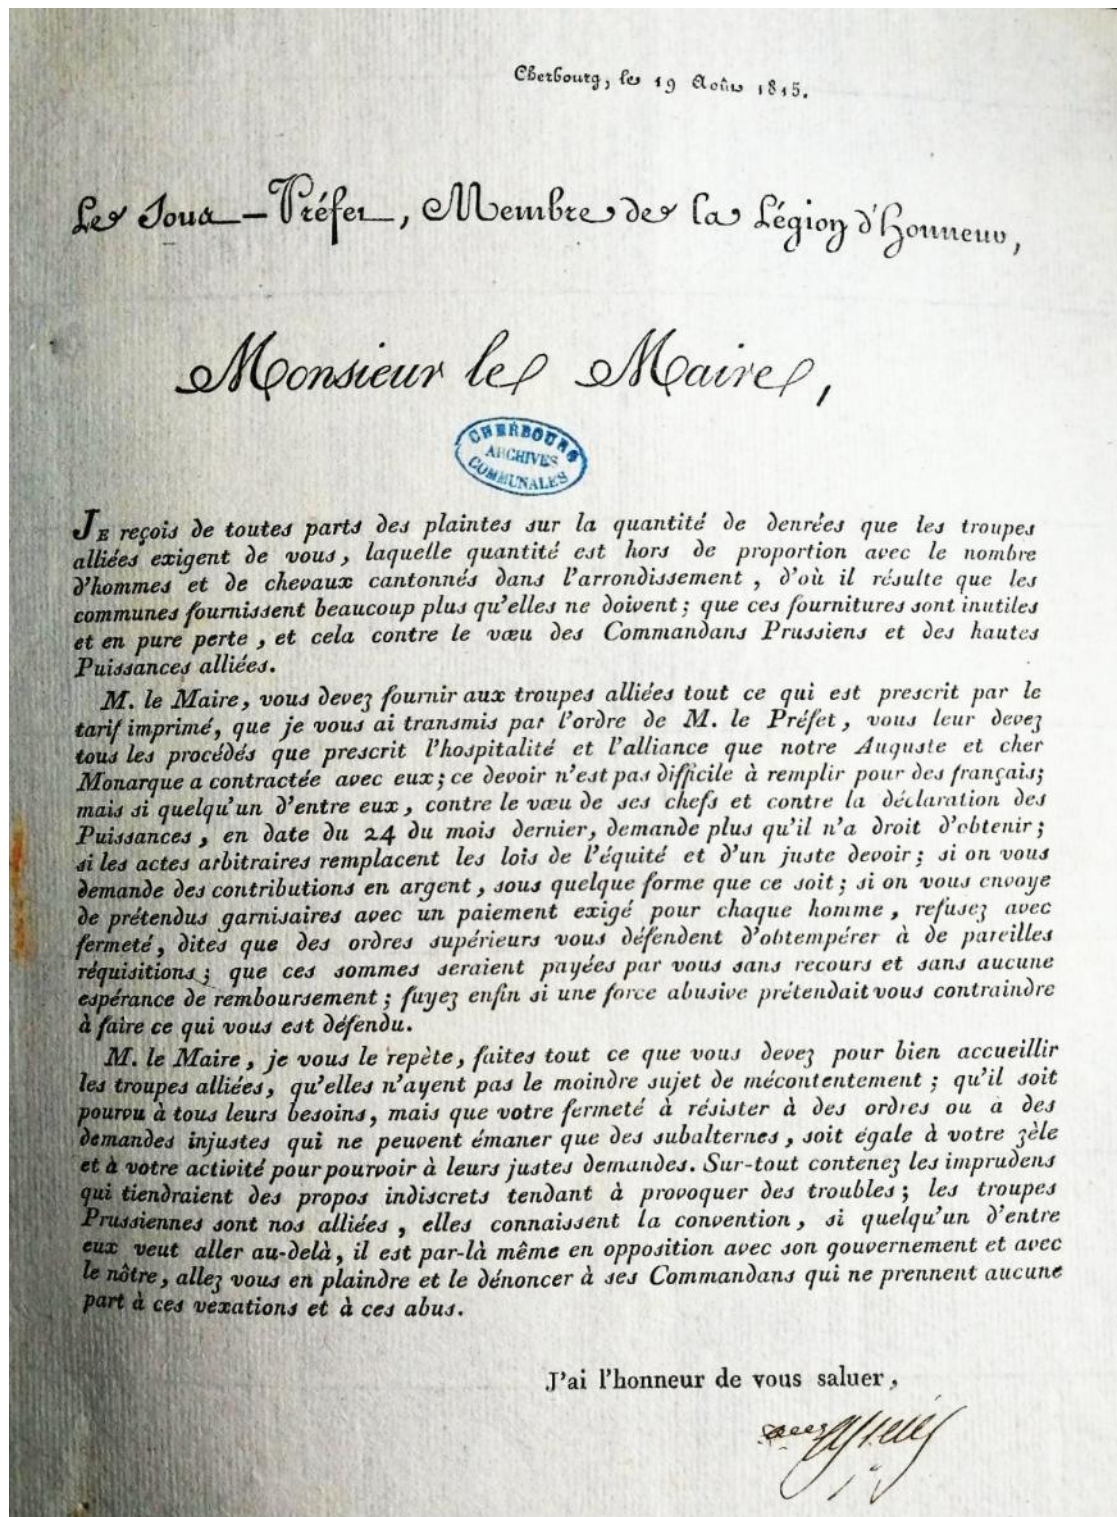 Cherbourg, le 19 Août 1815.
Le Sous-Préfet, Membre de la Légion d'Honneur,
Monsieur le Maire,
CHERBOURG
ARCHIVES
COMMUNALES
JE reçois de toutes parts des plaintes sur la quantité de denrées que les troupes
alliées exigent de vous, laquelle quantité est hors de proportion avec le nombre
d'hommes et de chevaux cantonnés dans l'arrondissement, d'où il résulte que les
communes fournissent beaucoup plus qu'elles ne doivent; que ces fournitures sont inutiles
et en pure perte, et cela contre le vœu des Commandans Prussiens et des hautes
Puissances alliées.
M. le Maire, vous devez fournir aux troupes alliées tout ce qui est prescrit par le
tarif imprimé, que je vous ai transmis par l'ordre de M. le Préfet, vous leur devez
tous les procédés que prescrit l'hospitalité et l'alliance que notre Auguste et cher
Monarque a contractée avec eux; ce devoir n'est pas difficile à remplir pour des français;
mais si quelqu'un d'entre eux, contre le vœu de ses chefs et contre la déclaration des
Puissances, en date du 24 du mois dernier, demande plus qu'il n'a droit d'obtenir;
si les actes arbitraires remplacent les lois de l'équité et d'un juste devoir; si on vous
demande des contributions en argent, sous quelque forme que ce soit; si on vous envoye
de prétendus garnisaires avec un paiement exigé pour chaque homme, refusez avec
fermeté, dites que des ordres supérieurs vous défendent d'obtempérer à de pareilles
réquisitions; que ces sommes seraient payées par vous sans recours et sans aucune
espérance de remboursement; fuyez enfin si une force abusive prétendait vous contraindre
à faire ce qui vous est défendu.
M. le Maire, je vous le repète, faites tout ce que vous devez pour bien accueillir
les troupes alliées, qu'elles n'ayent pas le moindre sujet de mécontentement; qu'il soit
pourvu à tous leurs besoins, mais que votre fermeté à résister à des ordres ou à des
demandes injustes qui ne peuvent émaner que des subalternes, soit égale à votre zèle
et à votre activité pour pourvoir à leurs justes demandes. Sur-tout contenez les imprudens
qui tiendraient des propos indiscrets tendant à provoquer des troubles; les troupes
Prussiennes sont nos alliées, elles connaissent la convention, si quelqu'un d'entre
eux veut aller au-delà, il est par-là même en opposition avec son gouvernement et avec
le nôtre, allez vous en plaindre et le dénoncer à ses Commandans qui ne prennent aucune
part à ces vexations et à ces abus.
J'ai l'honneur de vous saluer,